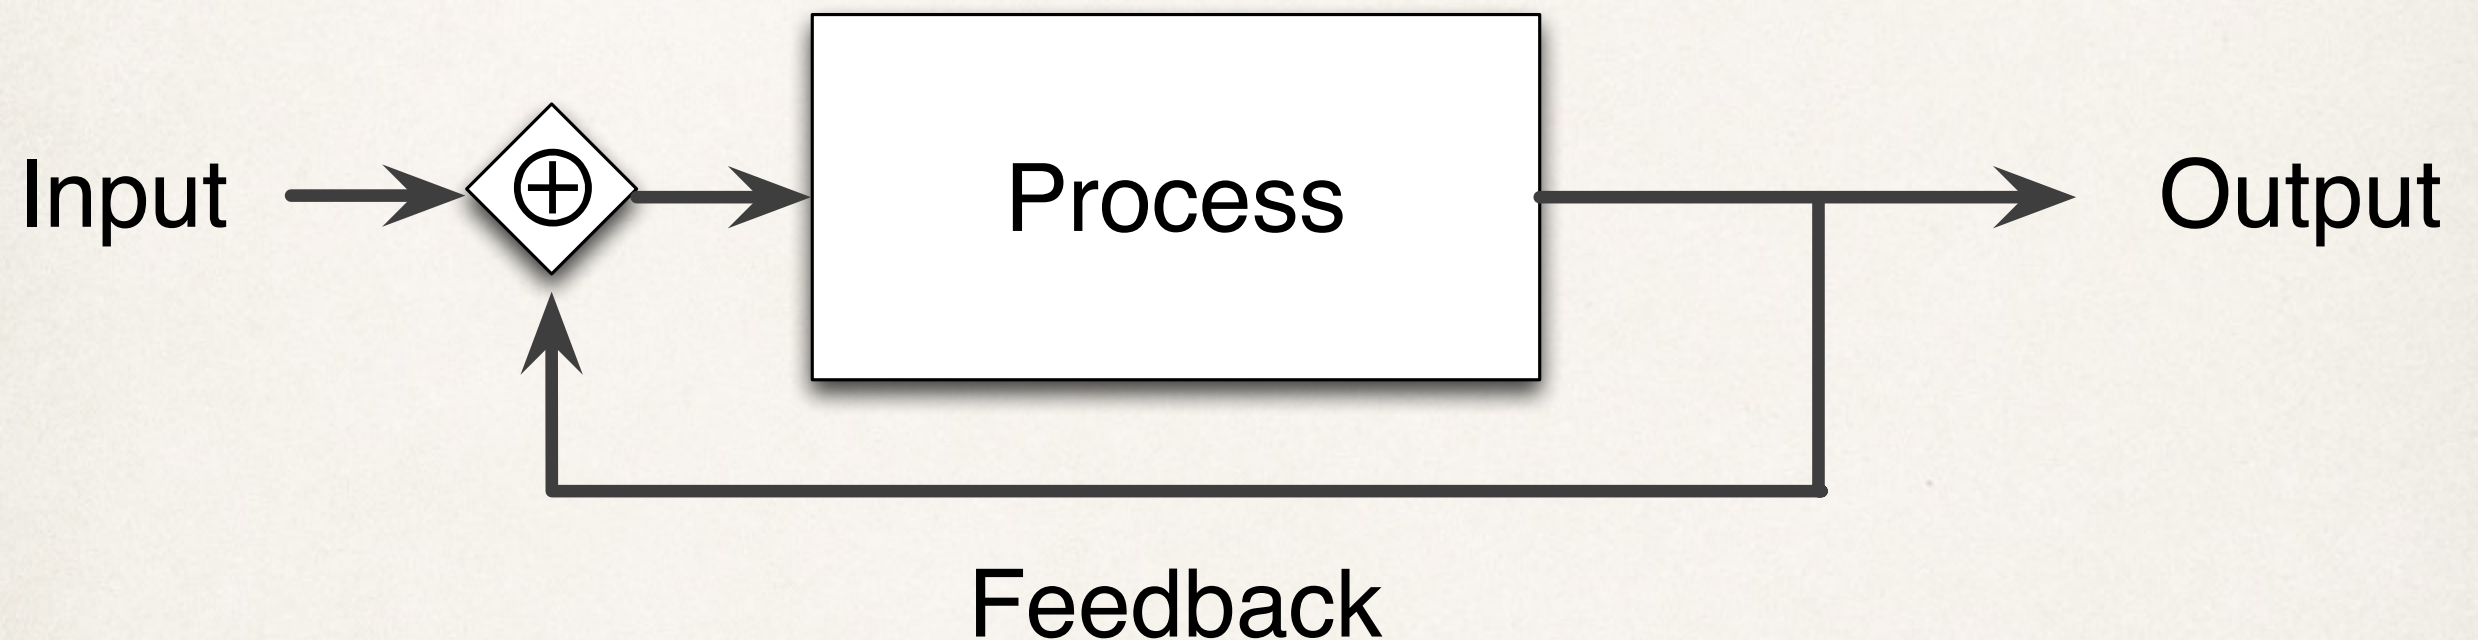 Input
⊕
Process
Output
Feedback